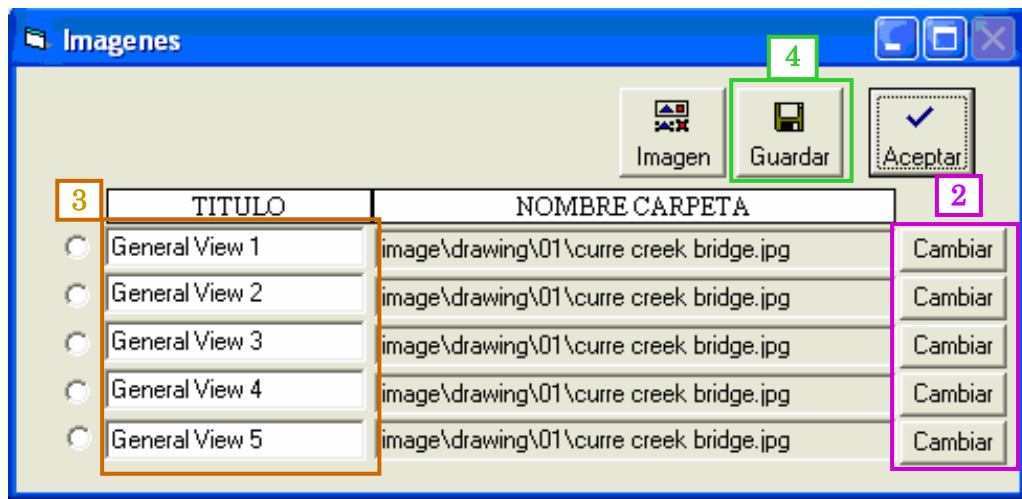 Imagenes
4
Imagen Guardar Aceptar
3 TITULO NOMBRE CARPETA 2
General View 1 image\drawing\01\curre creek bridge.jpg Cambiar
General View 2 image\drawing\01\curre creek bridge.jpg Cambiar
General View 3 image\drawing\01\curre creek bridge.jpg Cambiar
General View 4 image\drawing\01\curre creek bridge.jpg Cambiar
General View 5 image\drawing\01\curre creek bridge.jpg Cambiar